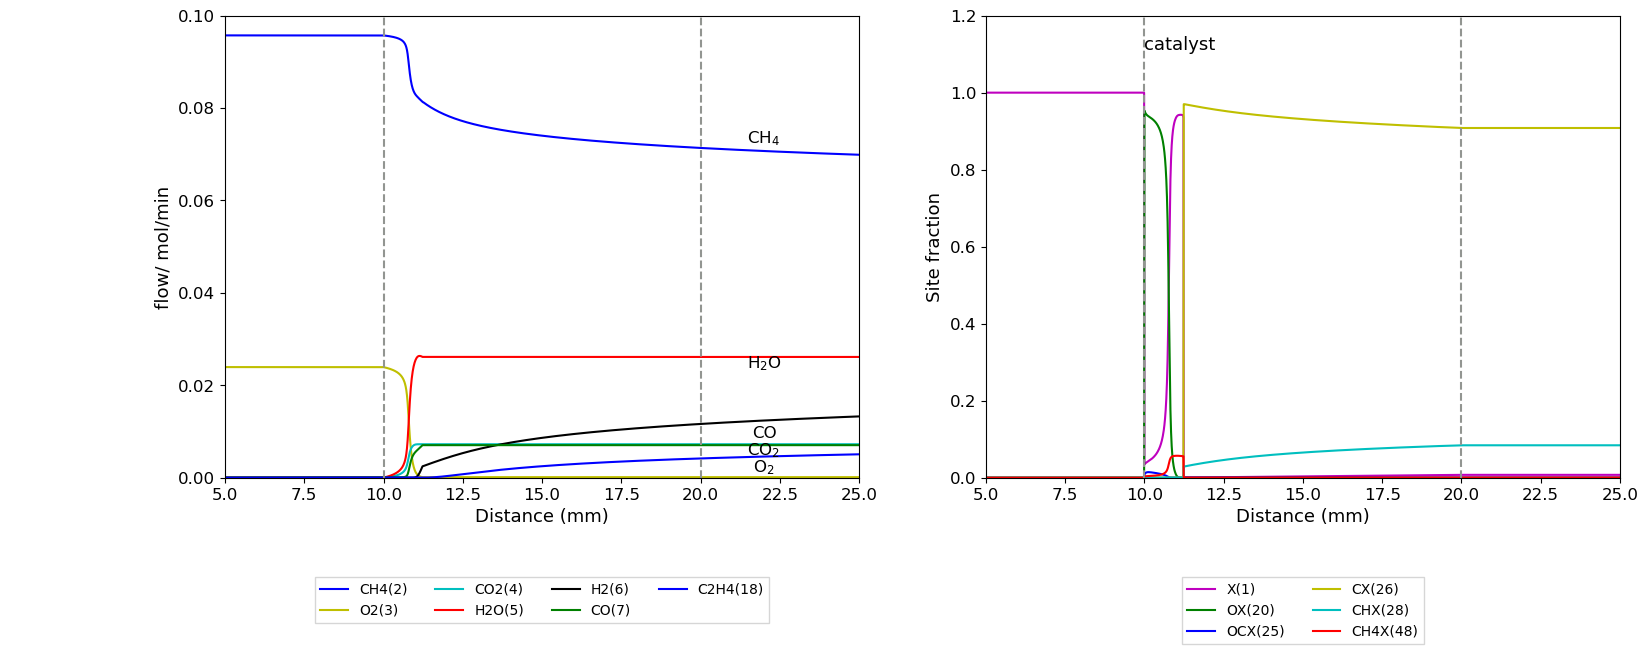 0.10
0.08
0.06
0.04
0.02
0.00
flow/ mol/min
CH4
H2O
CO
CO2
O2
5.0 7.5 10.0 12.5 15.0 17.5 20.0 22.5 25.0
Distance (mm)
CH4(2) CO2(4) H2(6) C2H4(18)
O2(3) H2O(5) CO(7)
1.2
1.0
0.8
0.6
0.4
0.2
0.0
Site fraction
catalyst
5.0 7.5 10.0 12.5 15.0 17.5 20.0 22.5 25.0
Distance (mm)
X(1) CX(26)
OX(20) CHX(28)
OCX(25) CH4X(48)